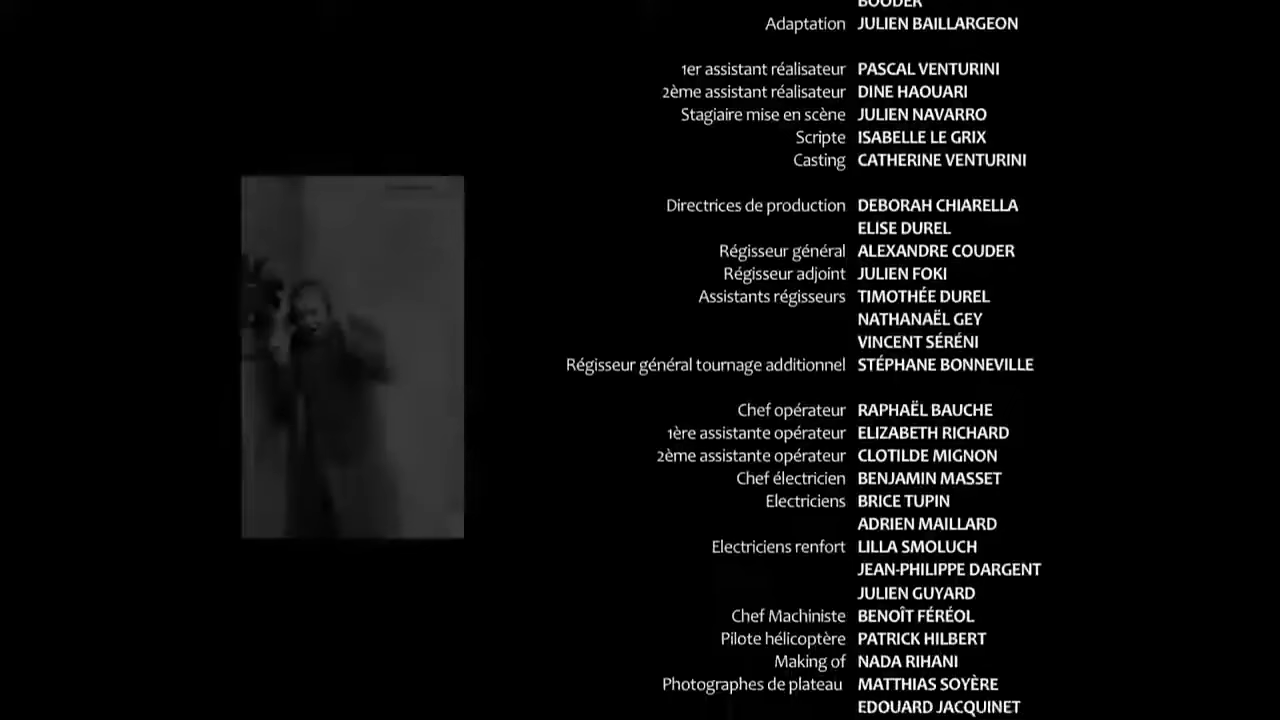 BOODER
Adaptation JULIEN BAILLARGEON
1er assistant réalisateur PASCAL VENTURINI
2ème assistant réalisateur DINE HAOUARI
Stagiaire mise en scène JULIEN NAVARRO
Scripte ISABELLE LE GRIX
Casting CATHERINE VENTURINI
Directrices de production DEBORAH CHIARELLA
ELISE DUREL
Régisseur général ALEXANDRE COUDER
Régisseur adjoint JULIEN FOKI
Assistants régisseurs TIMOTHÉE DUREL
NATHANAËL GEY
VINCENT SÉRÉNI
Régisseur général tournage additionnel STÉPHANE BONNEVILLE
Chef opérateur RAPHAËL BAUCHE
1ère assistante opérateur ELIZABETH RICHARD
2ème assistante opérateur CLOTILDE MIGNON
Chef électricien BENJAMIN MASSET
Electriciens BRICE TUPIN
ADRIEN MAILLARD
Electriciens renfort LILLA SMOLUCH
JEAN-PHILIPPE DARGENT
JULIEN GUYARD
Chef Machiniste BENOÎT FÉRÉOL
Pilote hélicoptère PATRICK HILBERT
Making of NADA RIHANI
Photographes de plateau MATTHIAS SOYÈRE
EDOUARD JACQUINET